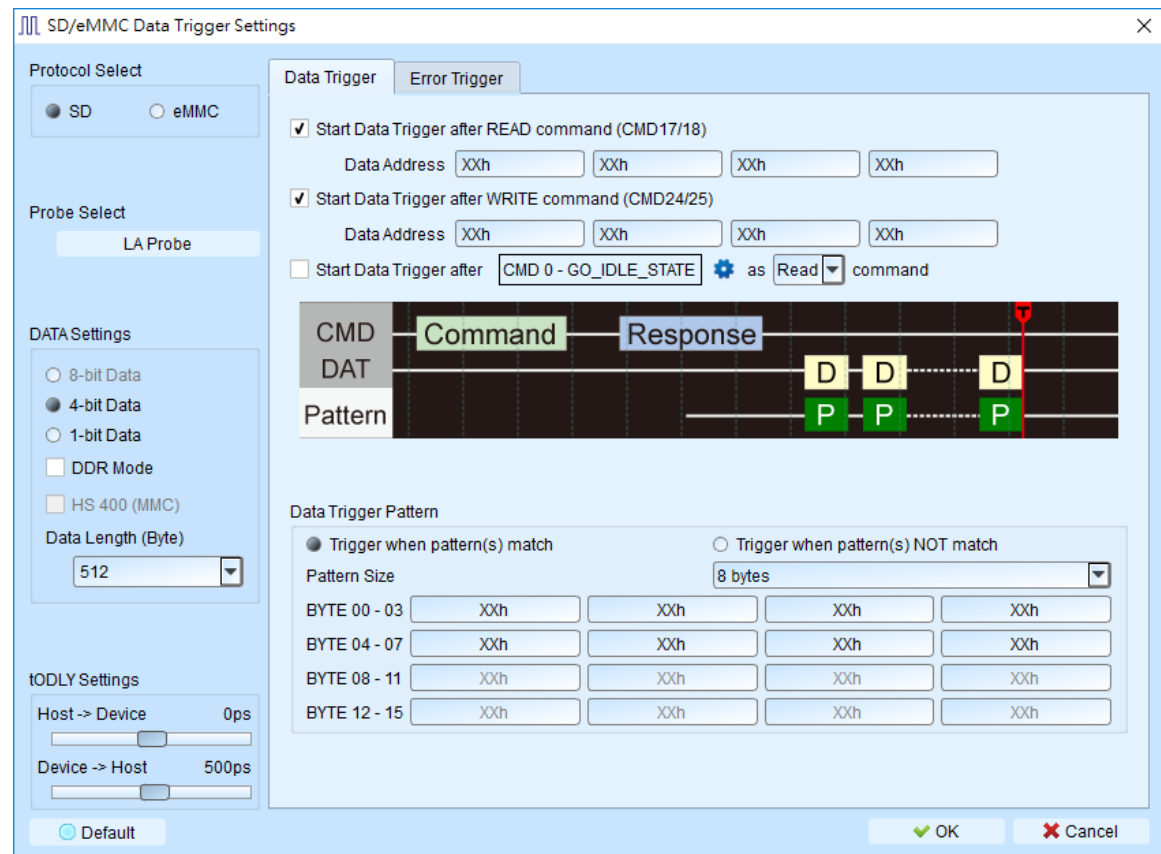 SD/eMMC Data Trigger Settings
Protocol Select
SD eMMC
Probe Select
LA Probe
DATA Settings
8-bit Data
4-bit Data
1-bit Data
DDR Mode
HS 400 (MMC)
Data Length (Byte)
512
tODLY Settings
Host -> Device 0ps
Device -> Host 500ps
Default
Data Trigger Error Trigger
Start Data Trigger after READ command (CMD17/18)
Data Address XXh XXh XXh XXh
Start Data Trigger after WRITE command (CMD24/25)
Data Address XXh XXh XXh XXh
Start Data Trigger after CMD 0 - GO_IDLE_STATE as Read command
T
CMD Command Response
DAT D D D
Pattern P P P
Data Trigger Pattern
Trigger when pattern(s) match Trigger when pattern(s) NOT match
Pattern Size 8 bytes
BYTE 00 - 03 XXh XXh XXh XXh
BYTE 04 - 07 XXh XXh XXh XXh
BYTE 08 - 11 XXh XXh XXh XXh
BYTE 12 - 15 XXh XXh XXh XXh
OK Cancel